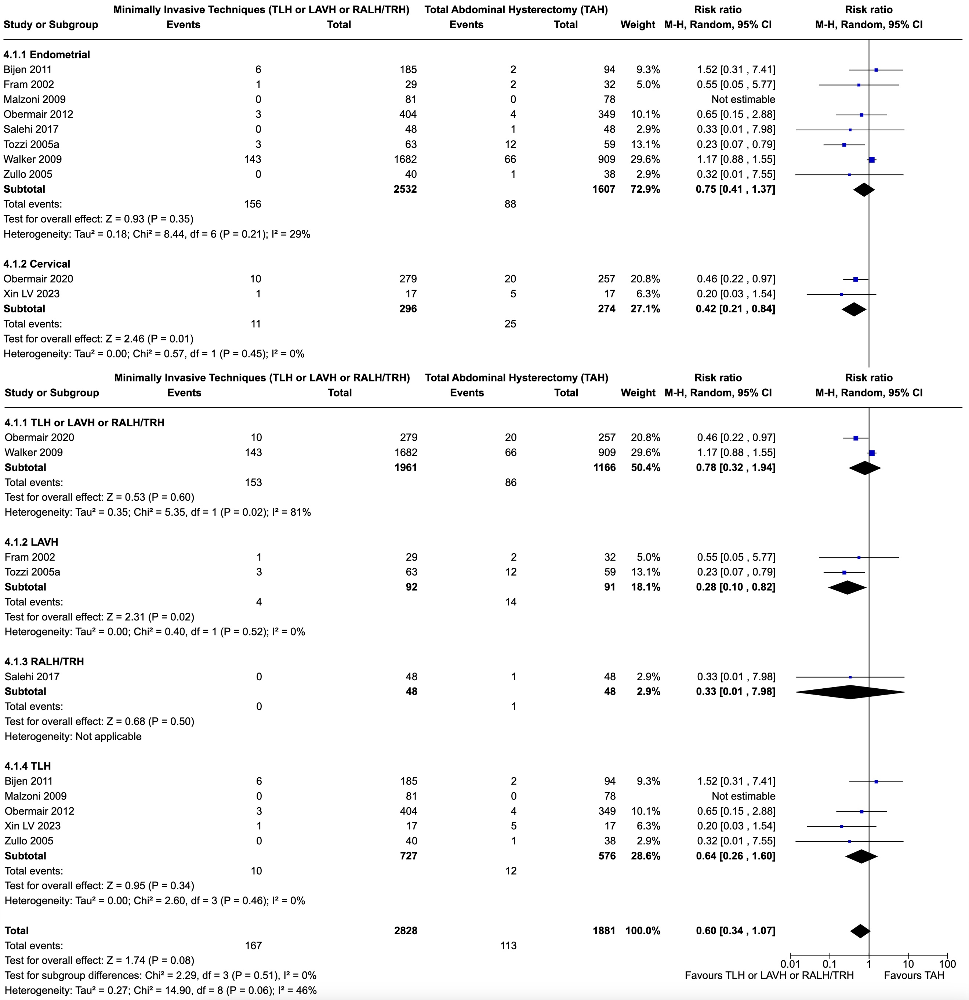 Minimally Invasive Techniques (TLH or LAVH or RALH/TRH) Total Abdominal Hysterectomy (TAH) Risk ratio Risk ratio
Study or Subgroup Events Total Events Total Weight M-H, Random, 95% CI M-H, Random, 95% CI
4.1.1 Endometrial
Bijen 2011 6 185 2 94 9.3% 1.52 [0.31 , 7.41]
Fram 2002 1 29 2 32 5.0% 0.55 [0.05 , 5.77]
Malzoni 2009 0 81 0 78 Not estimable
Obermair 2012 3 404 4 349 10.1% 0.65 [0.15 , 2.88]
Salehi 2017 0 48 1 48 2.9% 0.33 [0.01 , 7.98]
Tozzi 2005a 3 63 12 59 13.1% 0.23 [0.07 , 0.79]
Walker 2009 143 1682 66 909 29.6% 1.17 [0.88 , 1.55]
Zullo 2005 0 40 1 38 2.9% 0.32 [0.01 , 7.55]
Subtotal 2532 1607 72.9% 0.75 [0.41 , 1.37]
Total events: 156 88
Test for overall effect: Z = 0.93 (P = 0.35)
Heterogeneity: Tau² = 0.18; Chi² = 8.44, df = 6 (P = 0.21); I² = 29%
4.1.2 Cervical
Obermair 2020 10 279 20 257 20.8% 0.46 [0.22 , 0.97]
Xin LV 2023 1 17 5 17 6.3% 0.20 [0.03 , 1.54]
Subtotal 296 274 27.1% 0.42 [0.21 , 0.84]
Total events: 11 25
Test for overall effect: Z = 2.46 (P = 0.01)
Heterogeneity: Tau² = 0.00; Chi² = 0.57, df = 1 (P = 0.45); I² = 0%
Minimally Invasive Techniques (TLH or LAVH or RALH/TRH) Total Abdominal Hysterectomy (TAH) Risk ratio Risk ratio
Study or Subgroup Events Total Events Total Weight M-H, Random, 95% CI M-H, Random, 95% CI
4.1.1 TLH or LAVH or RALH/TRH
Obermair 2020 10 279 20 257 20.8% 0.46 [0.22 , 0.97]
Walker 2009 143 1682 66 909 29.6% 1.17 [0.88 , 1.55]
Subtotal 1961 1166 50.4% 0.78 [0.32 , 1.94]
Total events: 153 86
Test for overall effect: Z = 0.53 (P = 0.60)
Heterogeneity: Tau² = 0.35; Chi² = 5.35, df = 1 (P = 0.02); I² = 81%
4.1.2 LAVH
Fram 2002 1 29 2 32 5.0% 0.55 [0.05 , 5.77]
Tozzi 2005a 3 63 12 59 13.1% 0.23 [0.07 , 0.79]
Subtotal 92 91 18.1% 0.28 [0.10 , 0.82]
Total events: 4 14
Test for overall effect: Z = 2.31 (P = 0.02)
Heterogeneity: Tau² = 0.00; Chi² = 0.40, df = 1 (P = 0.52); I² = 0%
4.1.3 RALH/TRH
Salehi 2017 0 48 1 48 2.9% 0.33 [0.01 , 7.98]
Subtotal 48 48 2.9% 0.33 [0.01 , 7.98]
Total events: 0 1
Test for overall effect: Z = 0.68 (P = 0.50)
Heterogeneity: Not applicable
4.1.4 TLH
Bijen 2011 6 185 2 94 9.3% 1.52 [0.31 , 7.41]
Malzoni 2009 0 81 0 78 Not estimable
Obermair 2012 3 404 4 349 10.1% 0.65 [0.15 , 2.88]
Xin LV 2023 1 17 5 17 6.3% 0.20 [0.03 , 1.54]
Zullo 2005 0 40 1 38 2.9% 0.32 [0.01 , 7.55]
Subtotal 727 576 28.6% 0.64 [0.26 , 1.60]
Total events: 10 12
Test for overall effect: Z = 0.95 (P = 0.34)
Heterogeneity: Tau² = 0.00; Chi² = 2.60, df = 3 (P = 0.46); I² = 0%
Total 2828 1881 100.0% 0.60 [0.34 , 1.07]
Total events: 167 113
Test for overall effect: Z = 1.74 (P = 0.08)
0.01 0.1 1 10 100
Test for subgroup differences: Chi² = 2.29, df = 3 (P = 0.51), I² = 0% Favours TLH or LAVH or RALH/TRH Favours TAH
Heterogeneity: Tau² = 0.27; Chi² = 14.90, df = 8 (P = 0.06); I² = 46%